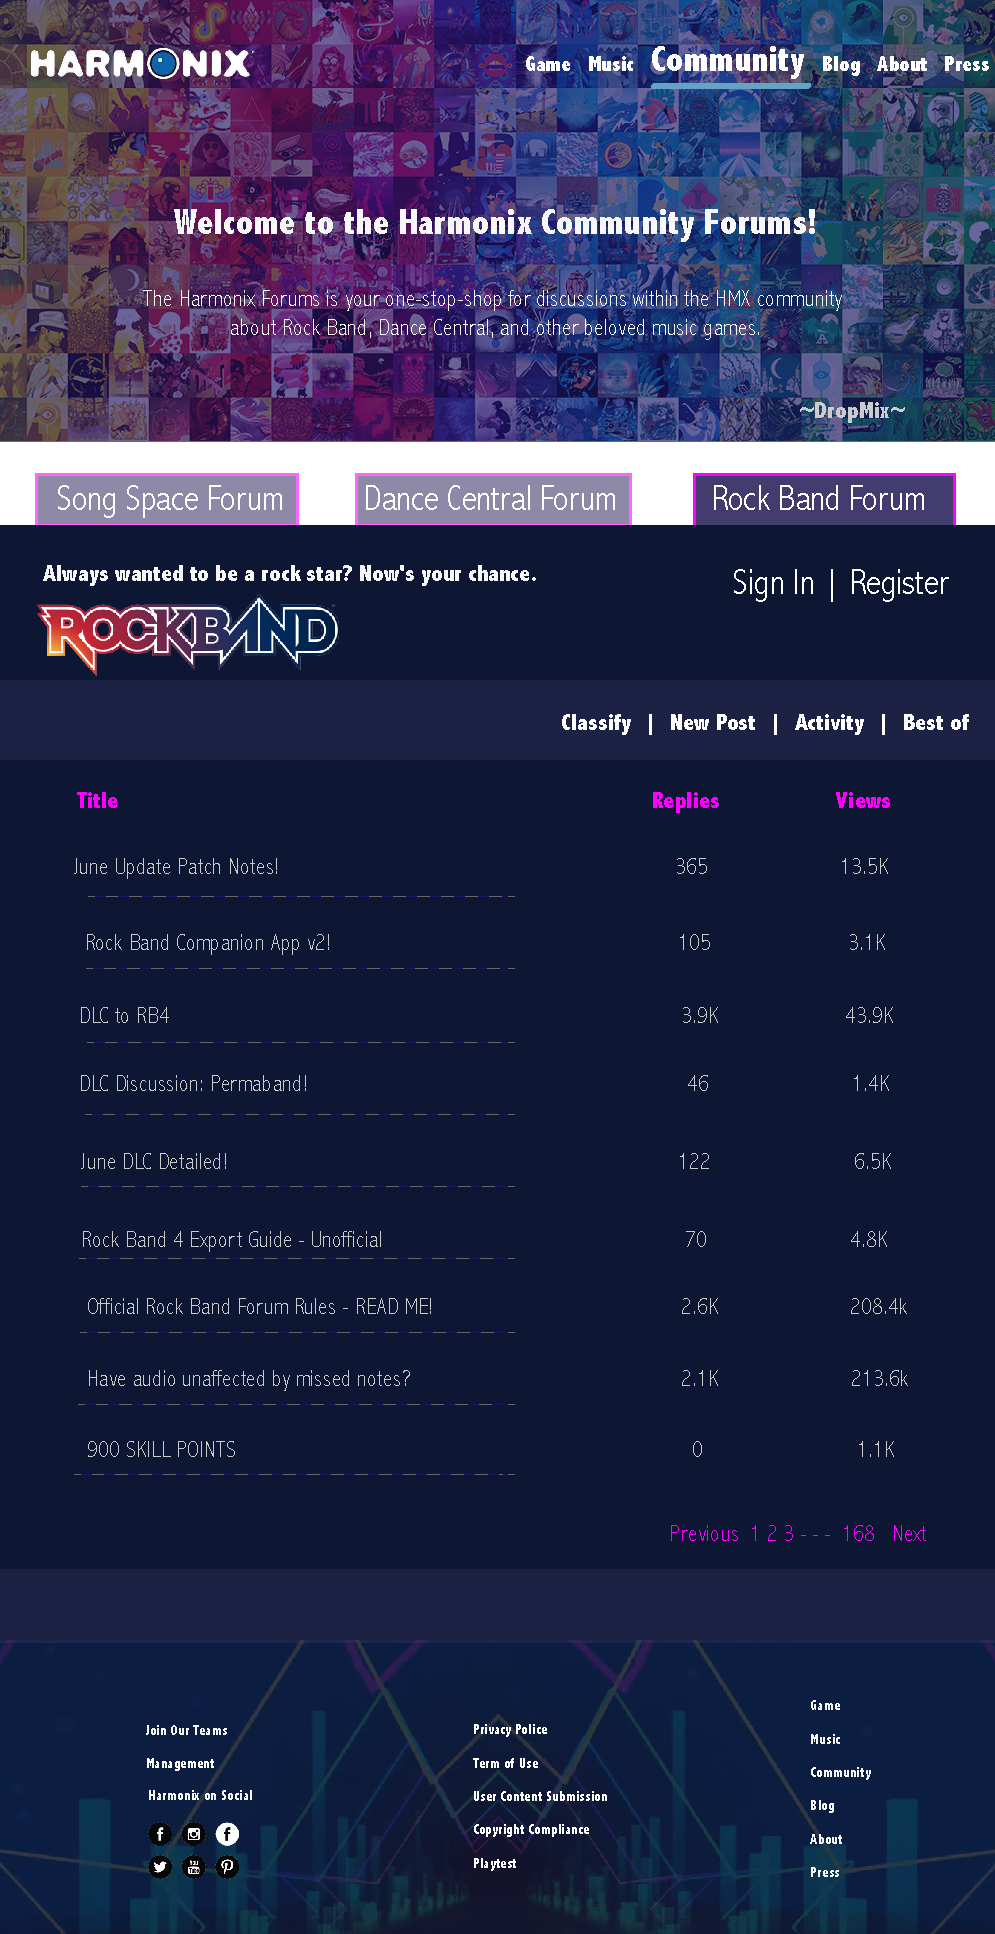 HARMONIX Game Music Community Blog About Press
Welcome to the Harmonix Community Forums!
The Harmonix Forums is your one-stop-shop for discussions within the HMX community
about Rock Band, Dance Central, and other beloved music games.
~DropMix~
Song Space Forum Dance Central Forum Rock Band Forum
Always wanted to be a rock star? Now's your chance.
Sign In | Register
ROCKBAND
Classify | New Post | Activity | Best of
Title Replies Views
June Update Patch Notes! 365 13.5K
Rock Band Companion App v2! 105 3.1K
DLC to RB4 3.9K 43.9K
DLC Discussion: Permaband! 46 1.4K
June DLC Detailed! 122 6.5K
Rock Band 4 Export Guide - Unofficial 70 4.8K
Official Rock Band Forum Rules - READ ME! 2.6K 208.4k
Have audio unaffected by missed notes? 2.1K 213.6k
900 SKILL POINTS 0 1.1K
Previous 1 2 3 - - - 168 Next
Join Our Teams
Management
Harmonix on Social
You Tube
Privacy Police
Term of Use
User Content Submission
Copyright Compliance
Playtest
Game
Music
Community
Blog
About
Press